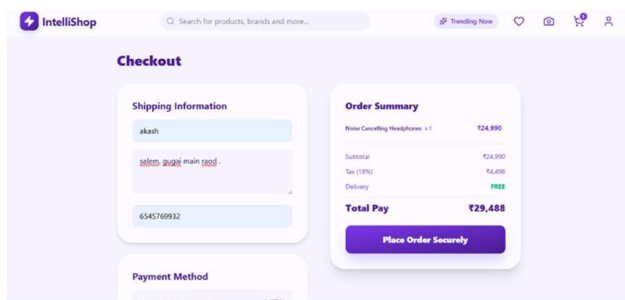 IntelliShop
Search for products, brands and more...
Trending Now
Checkout
Shipping Information
akash
salem, gugai main raod .
6545769932
Payment Method
Order Summary
Noise Cancelling Headphones x 1 ₹24,990
Subtotal ₹24,990
Tax (18%) ₹4,498
Delivery FREE
Total Pay ₹29,488
Place Order Securely